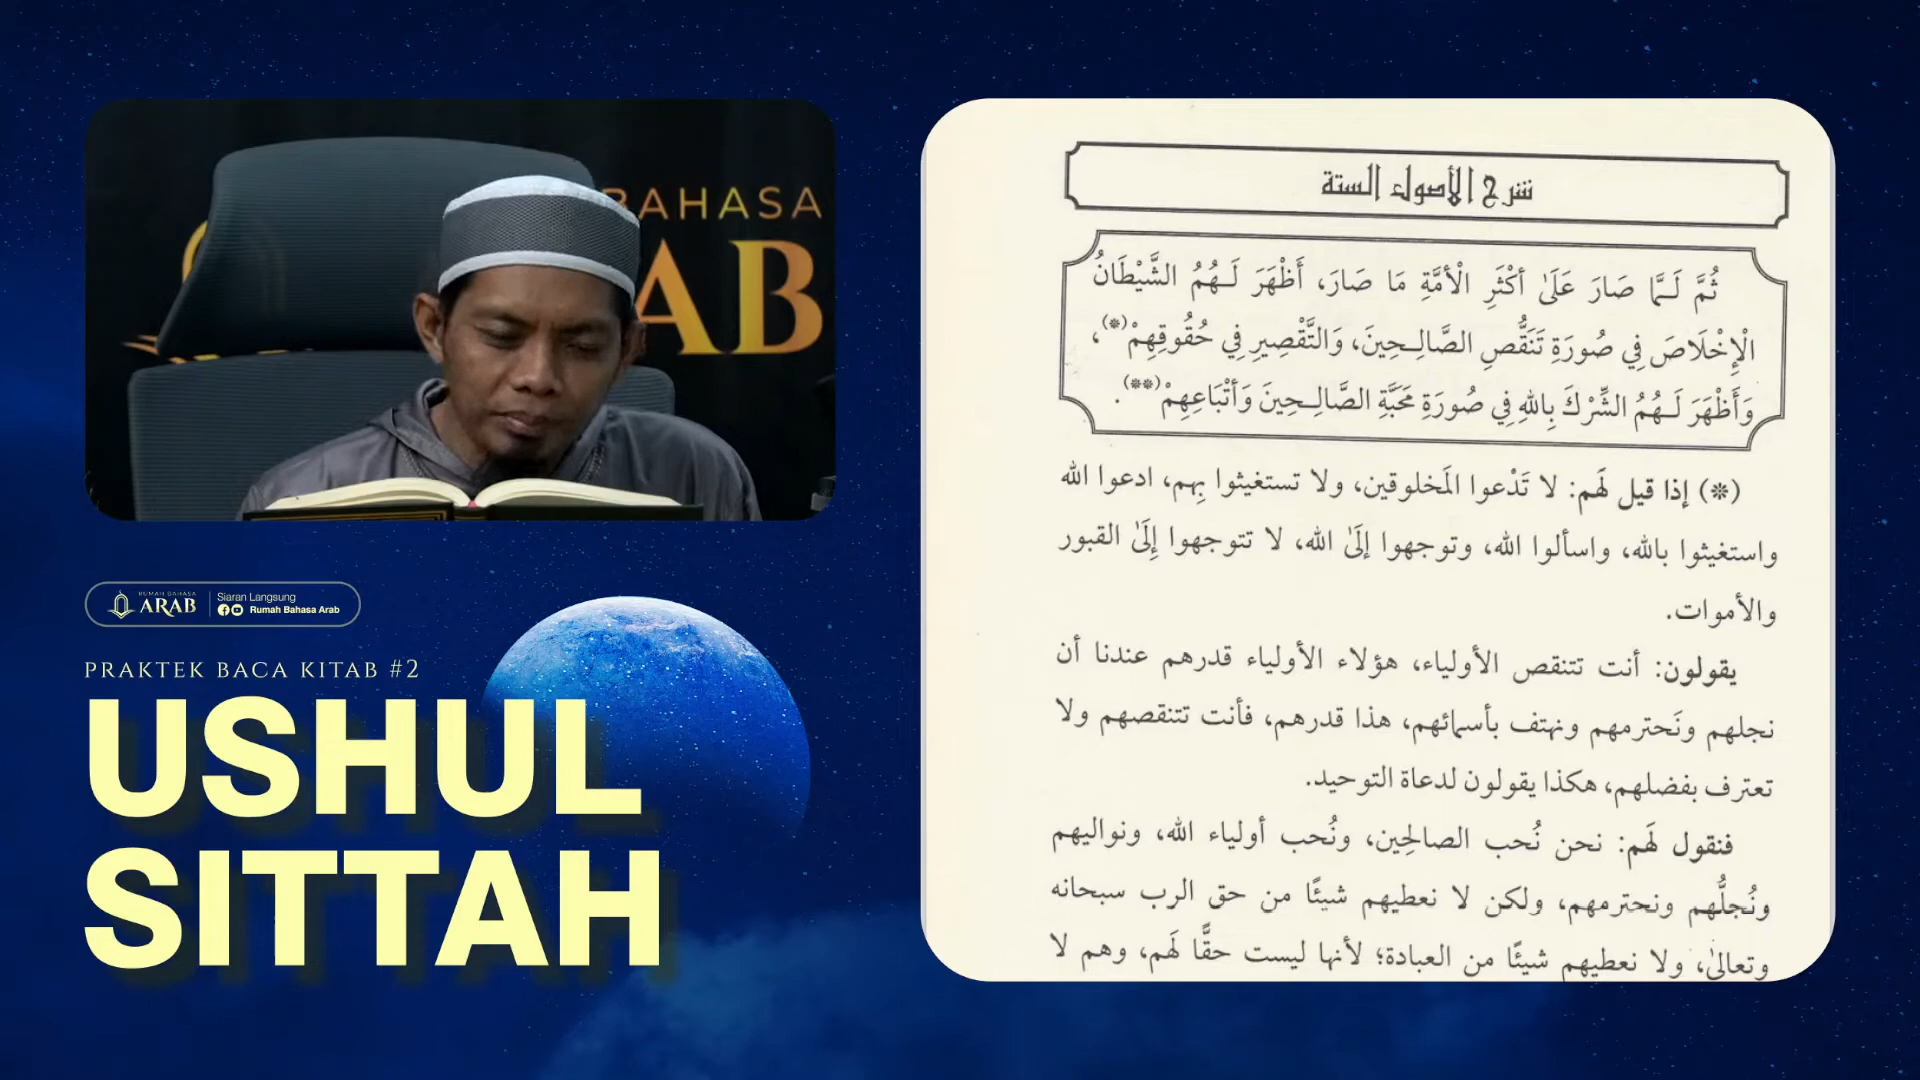 BAHASA
AB
RUMAH BAHASA
ARAB
Siaran Langsung
Rumah Bahasa Arab
PRAKTEK BACA KITAB #2
USHUL
SITTAH
شرح الأصول الستة
ثُمَّ لَـمَّا صَارَ عَلَىٰ أَكْثَرِ الْأُمَّةِ مَا صَارَ، أَظْهَرَ لَـهُمُ الشَّيْطَانُ
الْإِخْلَاصَ فِي صُورَةِ تَنَقُّصِ الصَّالِـحِينَ، وَالتَّقْصِيرِ فِي حُقُوقِهِمْ(*)،
وَأَظْهَرَ لَـهُمُ الشِّرْكَ بِاللهِ فِي صُورَةِ مَحَبَّةِ الصَّالِـحِينَ وَأَتْبَاعِهِمْ(**).
(*) إذا قيل لَهم: لا تَدْعوا المَخلوقين، ولا تستغيثوا بِهم، ادعوا الله
واستغيثوا بالله، واسألوا الله، وتوجهوا إلَىٰ الله، لا تتوجهوا إلَىٰ القبور
والأموات.
يقولون: أنت تتنقص الأولياء، هؤلاء الأولياء قدرهم عندنا أن
نجلهم ونَحترمهم ونهتف بأسمائهم، هذا قدرهم، فأنت تتنقصهم ولا
تعترف بفضلهم، هكذا يقولون لدعاة التوحيد.
فنقول لَهم: نحن نُحب الصالِحين، ونُحب أولياء الله، ونواليهم
ونُجلُّهم ونحترمهم، ولكن لا نعطيهم شيئًا من حق الرب سبحانه
وتعالىٰ، ولا نعطيهم شيئًا من العبادة؛ لأنها ليست حقًّا لَهم، وهم لا